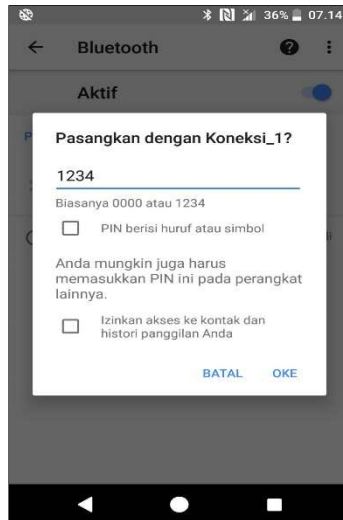 36% 07.14
Bluetooth
Aktif
Pasangkan dengan Koneksi_1?
1234
Biasanya 0000 atau 1234
PIN berisi huruf atau simbol
Anda mungkin juga harus
memasukkan PIN ini pada perangkat
lainnya.
Izinkan akses ke kontak dan
histori panggilan Anda
BATAL OKE